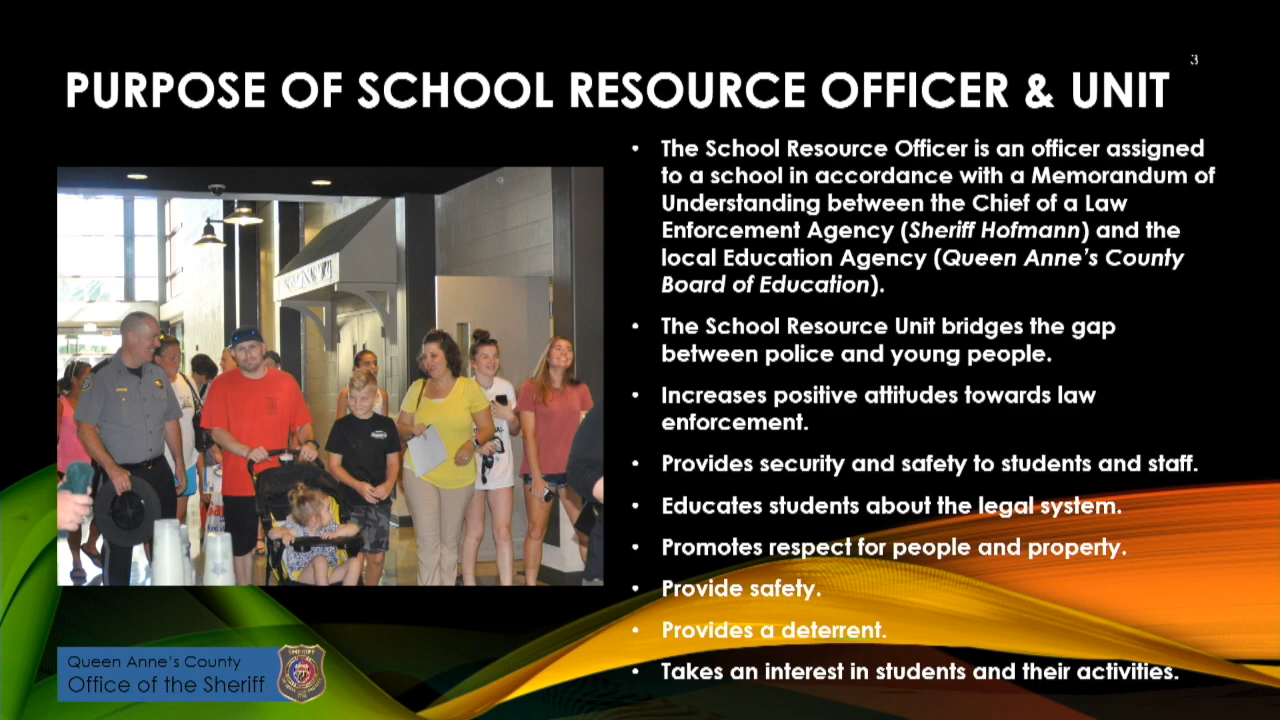 3
PURPOSE OF SCHOOL RESOURCE OFFICER & UNIT
• The School Resource Officer is an officer assigned
to a school in accordance with a Memorandum of
Understanding between the Chief of a Law
Enforcement Agency (Sheriff Hofmann) and the
local Education Agency (Queen Anne's County
Board of Education).
• The School Resource Unit bridges the gap
between police and young people.
• Increases positive attitudes towards law
enforcement.
• Provides security and safety to students and staff.
• Educates students about the legal system.
• Promotes respect for people and property.
• Provide safety.
• Provides a deterrent.
• Takes an interest in students and their activities.
Queen Anne's County
Office of the Sheriff
SHERIFF